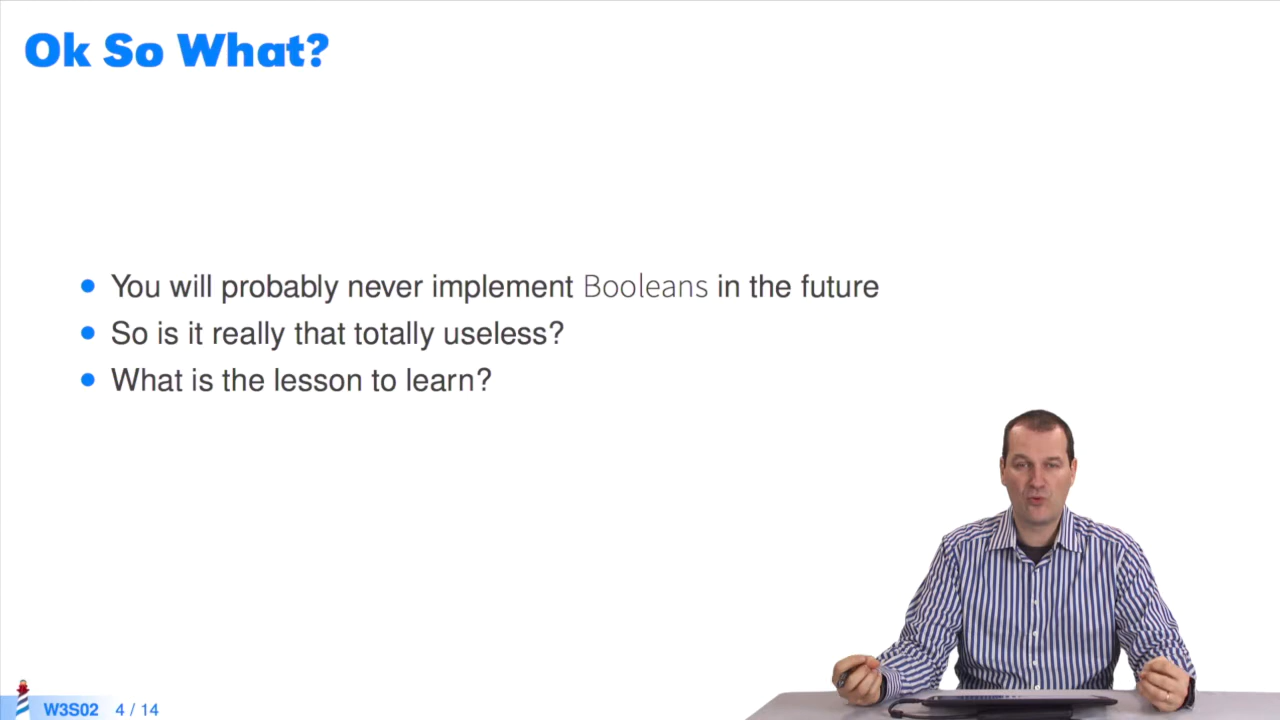 Ok So What?
You will probably never implement Booleans in the future
So is it really that totally useless?
What is the lesson to learn?
W3S02 4 / 14